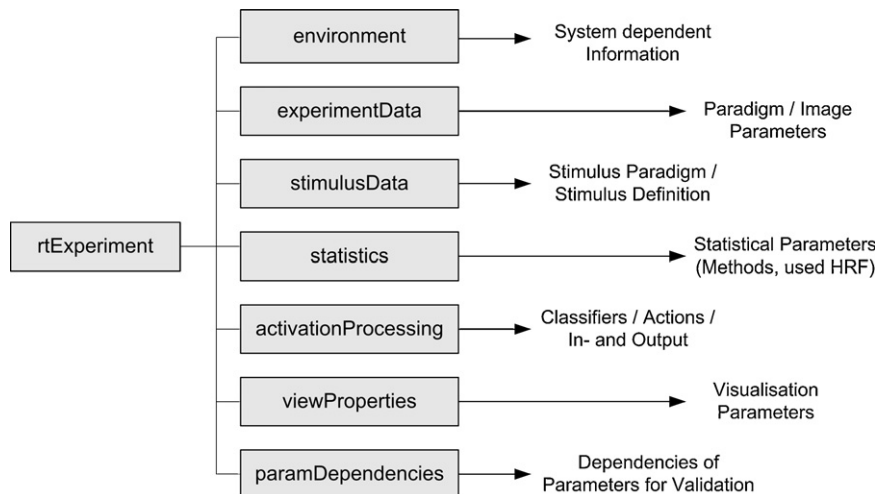 environment
System dependent
Information
experimentData
Paradigm / Image
Parameters
stimulusData
Stimulus Paradigm /
Stimulus Definition
rtExperiment
statistics
Statistical Parameters
(Methods, used HRF)
activationProcessing
Classifiers / Actions /
In- and Output
viewProperties
Visualisation
Parameters
paramDependencies
Dependencies of
Parameters for Validation